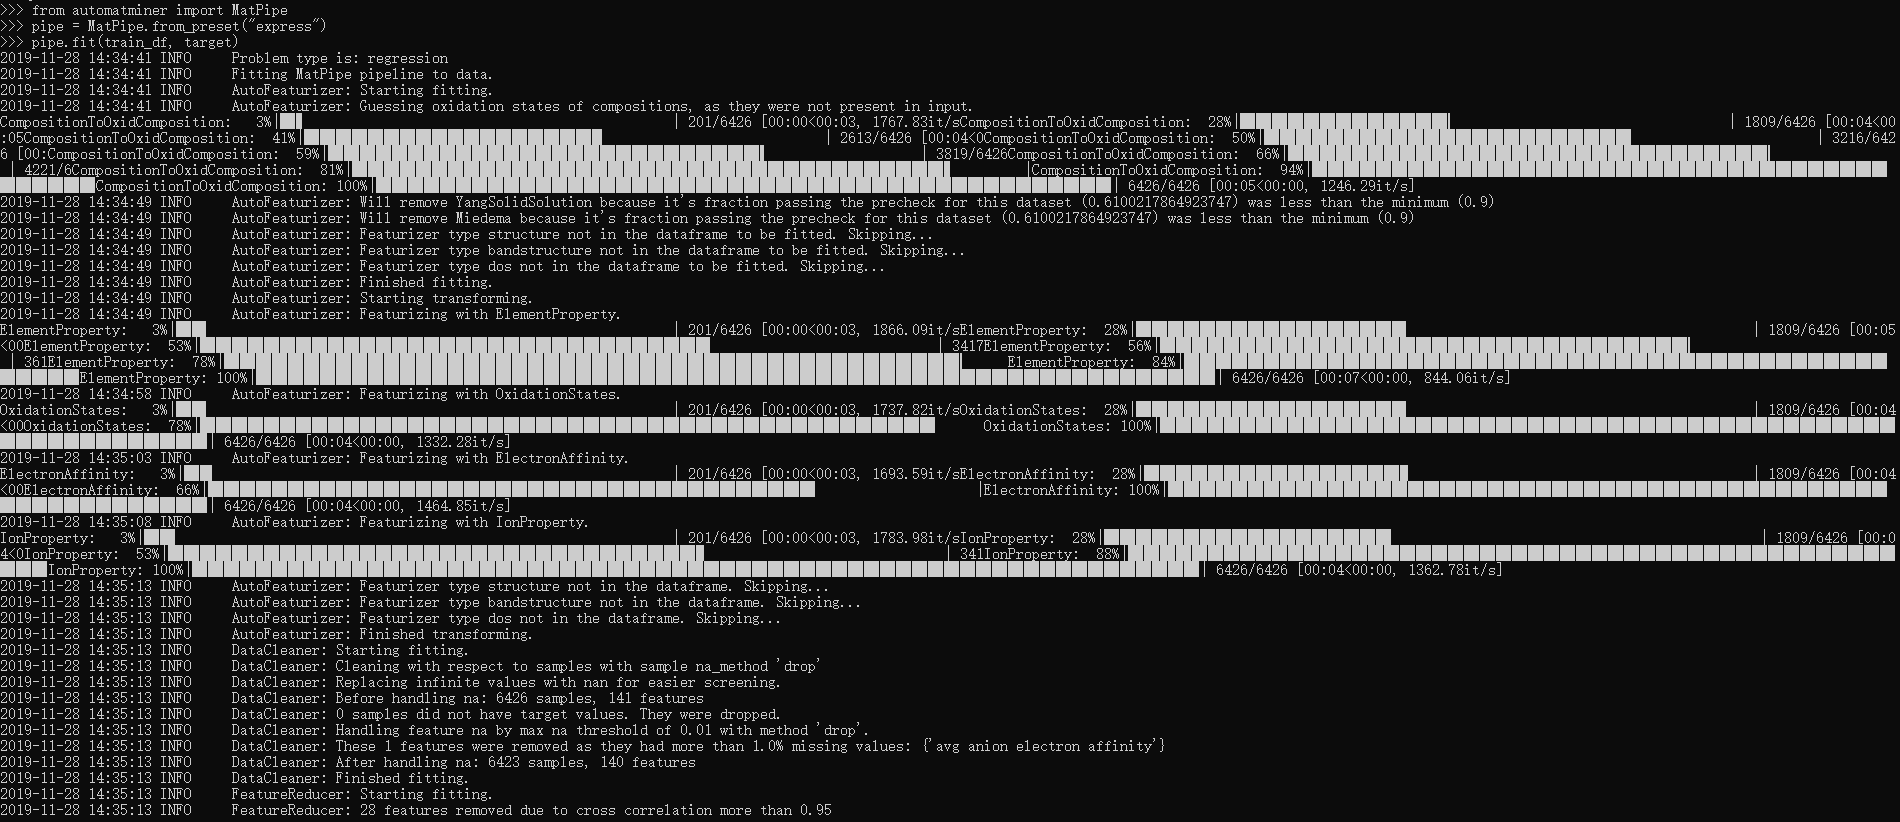 >>> from automatminer import MatPipe
>>> pipe = MatPipe.from_preset("express")
>>> pipe.fit(train_df, target)
2019-11-28 14:34:41 INFO     Problem type is: regression
2019-11-28 14:34:41 INFO     Fitting MatPipe pipeline to data.
2019-11-28 14:34:41 INFO     AutoFeaturizer: Starting fitting.
2019-11-28 14:34:41 INFO     AutoFeaturizer: Guessing oxidation states of compositions, as they were not present in input.
CompositionToOxidComposition:   3%| | 201/6426 [00:00<00:03, 1767.83it/sCompositionToOxidComposition:  28%| | 1809/6426 [00:04<00
:05CompositionToOxidComposition:  41%| | 2613/6426 [00:04<0CompositionToOxidComposition:  50%| | 3216/642
6 [00:CompositionToOxidComposition:  59%| | 3819/6426CompositionToOxidComposition:  66%| |
| 4221/6CompositionToOxidComposition:  81%| |CompositionToOxidComposition:  94%|
CompositionToOxidComposition: 100%| | 6426/6426 [00:05<00:00, 1246.29it/s]
2019-11-28 14:34:49 INFO     AutoFeaturizer: Will remove YangSolidSolution because it's fraction passing the precheck for this dataset (0.6100217864923747) was less than the minimum (0.9)
2019-11-28 14:34:49 INFO     AutoFeaturizer: Will remove Miedema because it's fraction passing the precheck for this dataset (0.6100217864923747) was less than the minimum (0.9)
2019-11-28 14:34:49 INFO     AutoFeaturizer: Featurizer type structure not in the dataframe to be fitted. Skipping...
2019-11-28 14:34:49 INFO     AutoFeaturizer: Featurizer type bandstructure not in the dataframe to be fitted. Skipping...
2019-11-28 14:34:49 INFO     AutoFeaturizer: Featurizer type dos not in the dataframe to be fitted. Skipping...
2019-11-28 14:34:49 INFO     AutoFeaturizer: Finished fitting.
2019-11-28 14:34:49 INFO     AutoFeaturizer: Starting transforming.
2019-11-28 14:34:49 INFO     AutoFeaturizer: Featurizing with ElementProperty.
ElementProperty:   3%| | 201/6426 [00:00<00:03, 1866.09it/sElementProperty:  28%| | 1809/6426 [00:05
<00ElementProperty:  53%| | 3417ElementProperty:  56%|
| 361ElementProperty:  78%| ElementProperty:  84%|
ElementProperty: 100%| | 6426/6426 [00:07<00:00, 844.06it/s]
2019-11-28 14:34:58 INFO     AutoFeaturizer: Featurizing with OxidationStates.
OxidationStates:   3%| | 201/6426 [00:00<00:03, 1737.82it/sOxidationStates:  28%| | 1809/6426 [00:04
<00OxidationStates:  78%| OxidationStates: 100%|
| 6426/6426 [00:04<00:00, 1332.28it/s]
2019-11-28 14:35:03 INFO     AutoFeaturizer: Featurizing with ElectronAffinity.
ElectronAffinity:   3%| | 201/6426 [00:00<00:03, 1693.59it/sElectronAffinity:  28%| | 1809/6426 [00:04
<00ElectronAffinity:  66%| |ElectronAffinity: 100%|
| 6426/6426 [00:04<00:00, 1464.85it/s]
2019-11-28 14:35:08 INFO     AutoFeaturizer: Featurizing with IonProperty.
IonProperty:   3%| | 201/6426 [00:00<00:03, 1783.98it/sIonProperty:  28%| | 1809/6426 [00:0
4<0IonProperty:  53%| | 341IonProperty:  88%|
IonProperty: 100%| | 6426/6426 [00:04<00:00, 1362.78it/s]
2019-11-28 14:35:13 INFO     AutoFeaturizer: Featurizer type structure not in the dataframe. Skipping...
2019-11-28 14:35:13 INFO     AutoFeaturizer: Featurizer type bandstructure not in the dataframe. Skipping...
2019-11-28 14:35:13 INFO     AutoFeaturizer: Featurizer type dos not in the dataframe. Skipping...
2019-11-28 14:35:13 INFO     AutoFeaturizer: Finished transforming.
2019-11-28 14:35:13 INFO     DataCleaner: Starting fitting.
2019-11-28 14:35:13 INFO     DataCleaner: Cleaning with respect to samples with sample na_method 'drop'
2019-11-28 14:35:13 INFO     DataCleaner: Replacing infinite values with nan for easier screening.
2019-11-28 14:35:13 INFO     DataCleaner: Before handling na: 6426 samples, 141 features
2019-11-28 14:35:13 INFO     DataCleaner: 0 samples did not have target values. They were dropped.
2019-11-28 14:35:13 INFO     DataCleaner: Handling feature na by max na threshold of 0.01 with method 'drop'.
2019-11-28 14:35:13 INFO     DataCleaner: These 1 features were removed as they had more than 1.0% missing values: {'avg anion electron affinity'}
2019-11-28 14:35:13 INFO     DataCleaner: After handling na: 6423 samples, 140 features
2019-11-28 14:35:13 INFO     DataCleaner: Finished fitting.
2019-11-28 14:35:13 INFO     FeatureReducer: Starting fitting.
2019-11-28 14:35:13 INFO     FeatureReducer: 28 features removed due to cross correlation more than 0.95